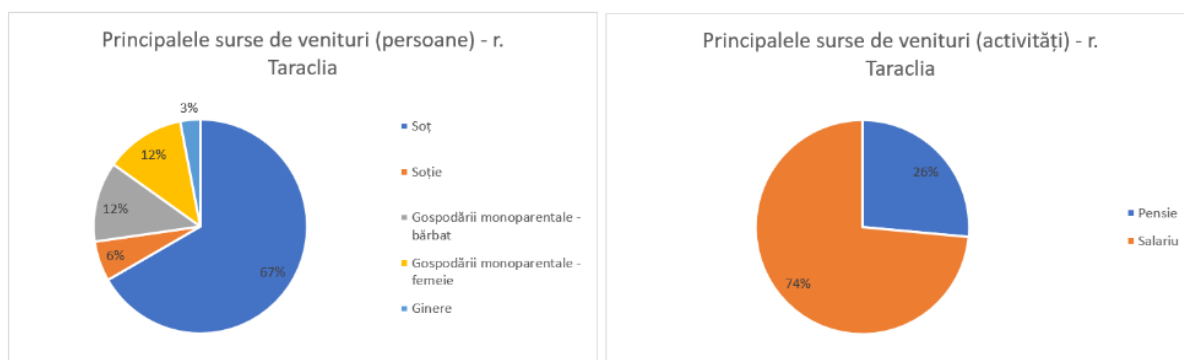 Principalele surse de venituri (persoane) - r.
Taraclia
3%
12%
12%
6%
67%
Soț
Soție
Gospodării monoparentale -
bărbat
Gospodării monoparentale -
femeie
Ginere
Principalele surse de venituri (activități) - r.
Taraclia
26%
74%
Pensie
Salariu